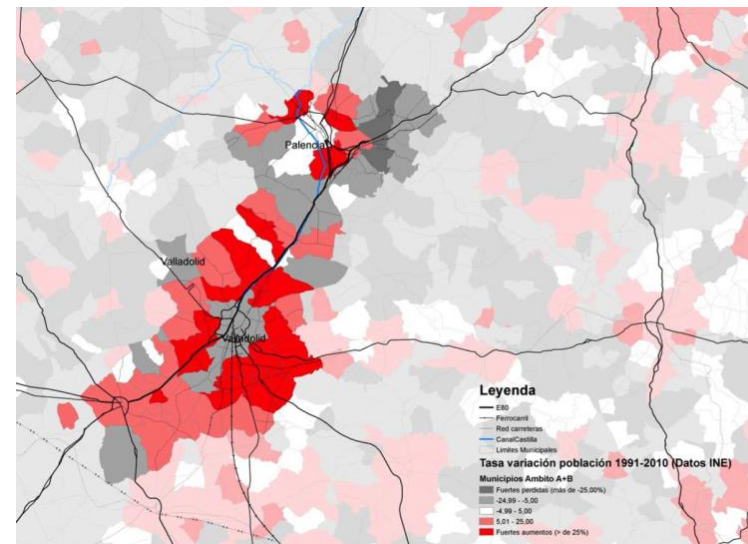 Palencia
Valladolid
Valladolid
Leyenda
E80
Ferrocarril
Red carreteras
CanalCastilla
Limites Municipales
Tasa variación población 1991-2010 (Datos INE)
Municipios Ambito A+B
Fuertes perdidas (más de -25,00%)
-24,99 - -5,00
-4,99 - 5,00
5,01 - 25,00
Fuertes aumentos (> de 25%)